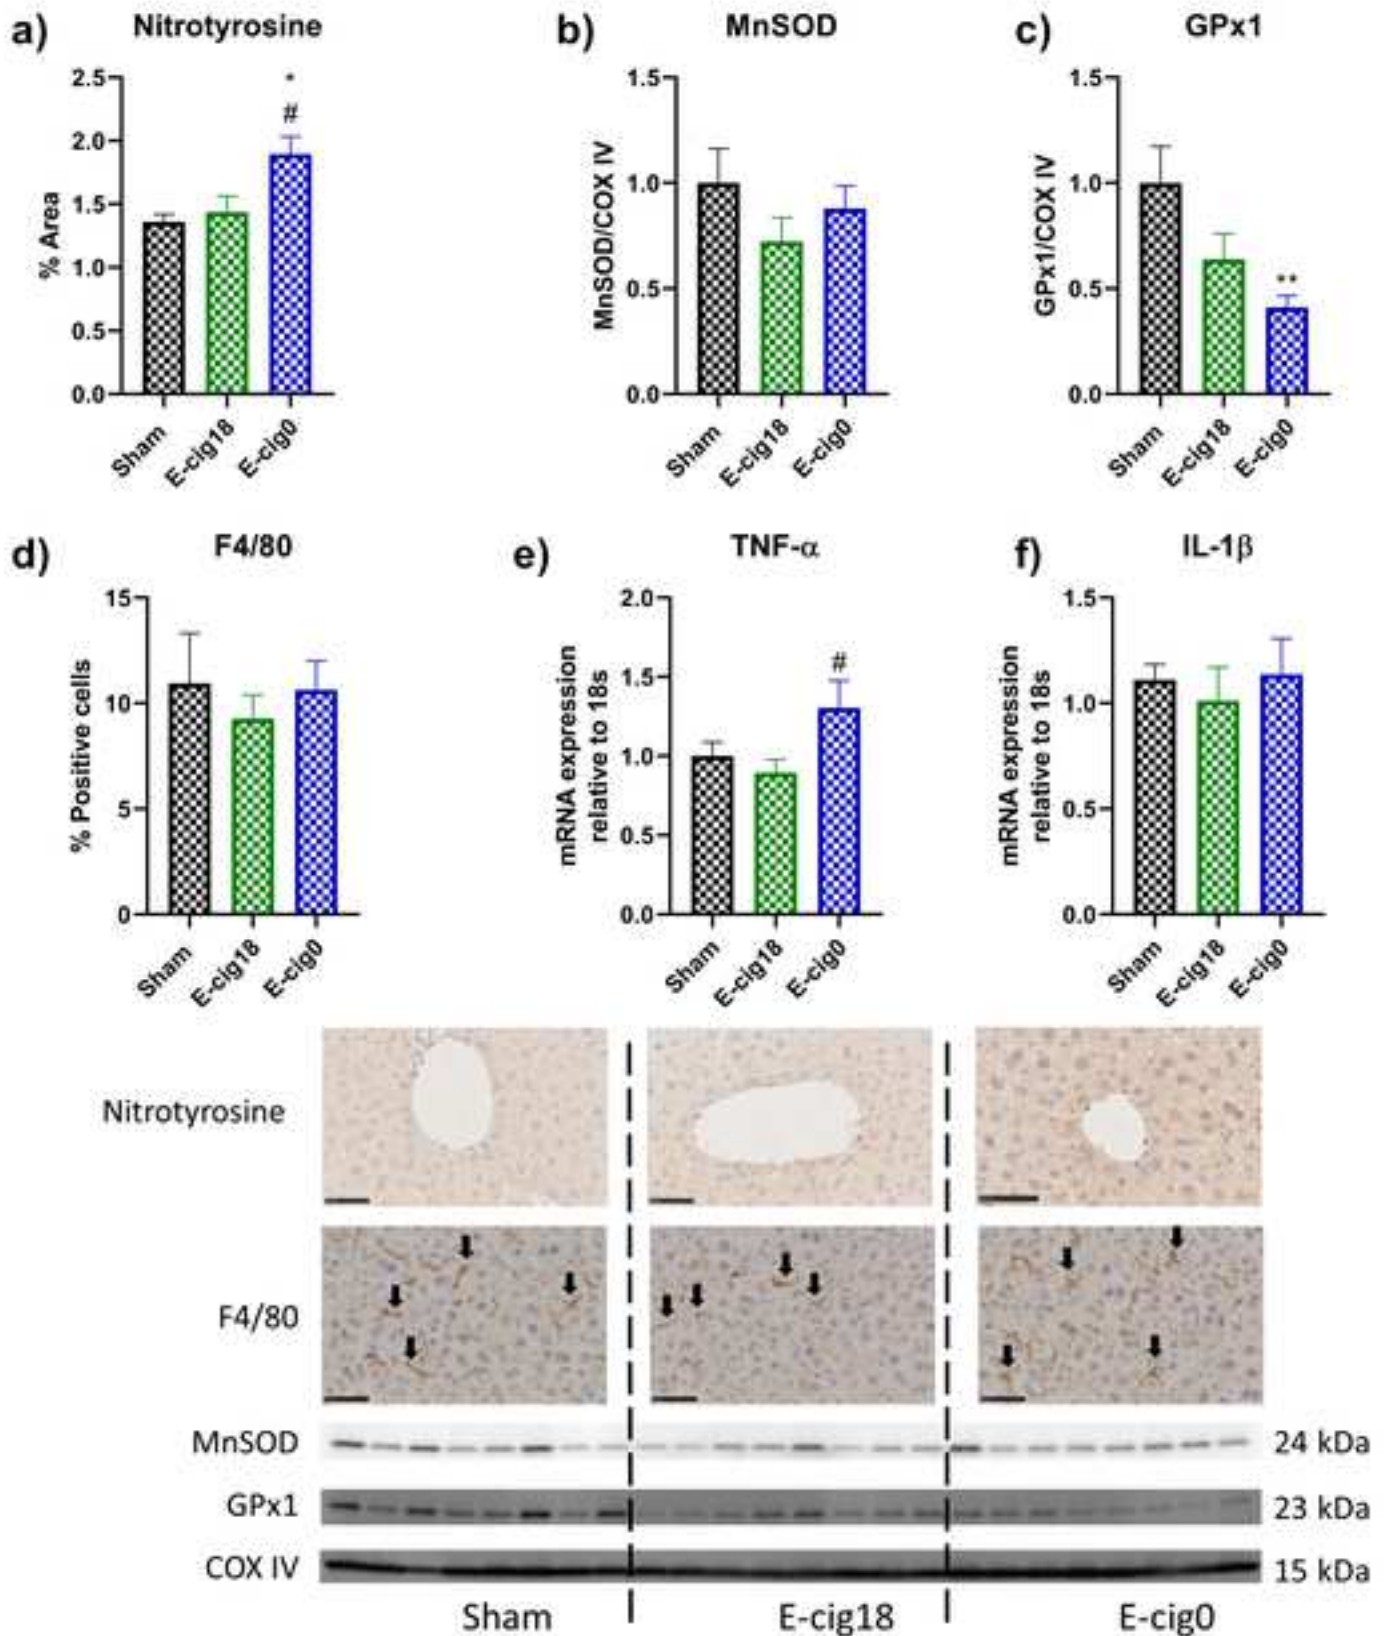 a) Nitrotyrosine
b) MnSOD
c) GPx1
% Area
2.5
2.0
1.5
1.0
0.5
0.0
*
#
Sham
E-cig18
E-cig0
MnSOD/COX IV
1.5
1.0
0.5
0.0
Sham
E-cig18
E-cig0
GPx1/COX IV
1.5
1.0
0.5
0.0
**
Sham
E-cig18
E-cig0
d) F4/80
e) TNF-α
f) IL-1β
% Positive cells
15
10
5
0
Sham
E-cig18
E-cig0
mRNA expression
relative to 18s
2.0
1.5
1.0
0.5
0.0
#
Sham
E-cig18
E-cig0
mRNA expression
relative to 18s
1.5
1.0
0.5
0.0
Sham
E-cig18
E-cig0
Nitrotyrosine
F4/80
MnSOD 24 kDa
GPx1 23 kDa
COX IV 15 kDa
Sham E-cig18 E-cig0